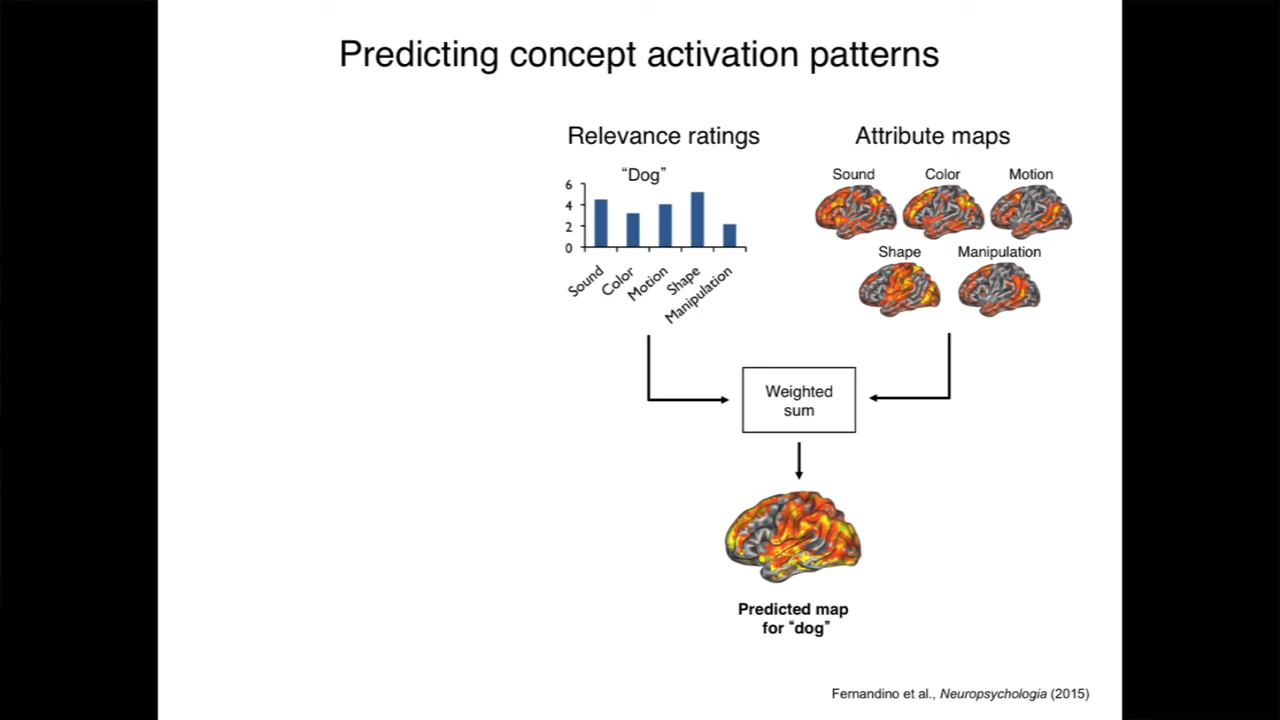 Predicting concept activation patterns
Relevance ratings
“Dog”
6
4
2
0
Sound
Color
Motion
Shape
Manipulation
Attribute maps
Sound
Color
Motion
Shape
Manipulation
Weighted
sum
Predicted map
for “dog”
Fernandino et al., Neuropsychologia (2015)